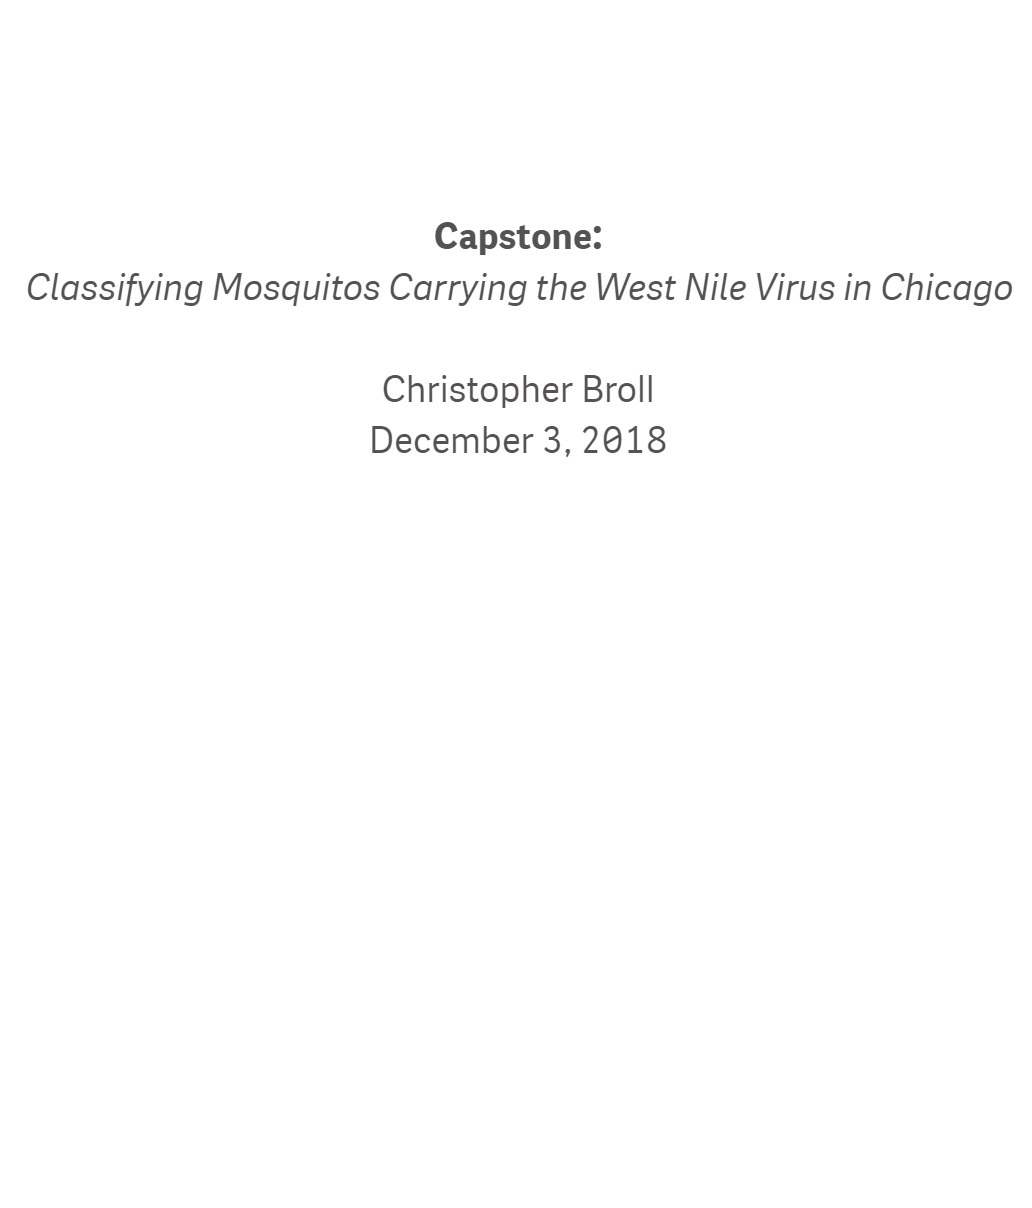 Capstone:
Classifying Mosquitos Carrying the West Nile Virus in Chicago
Christopher Broll
December 3, 2018